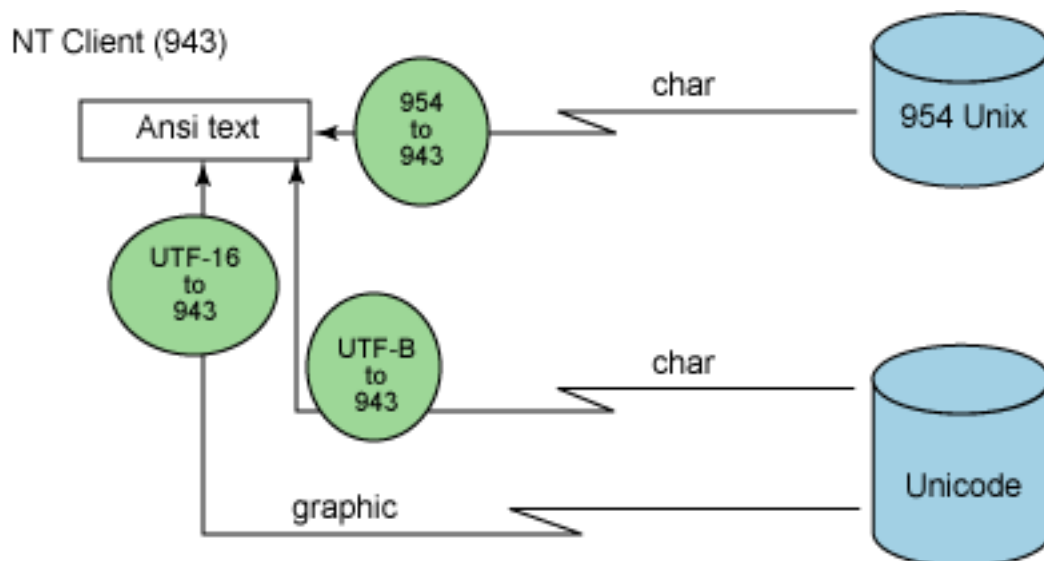 NT Client (943)
char
954
to
943
Ansi text
954 Unix
UTF-16
to
943
UTF-B
to
943
char
Unicode
graphic